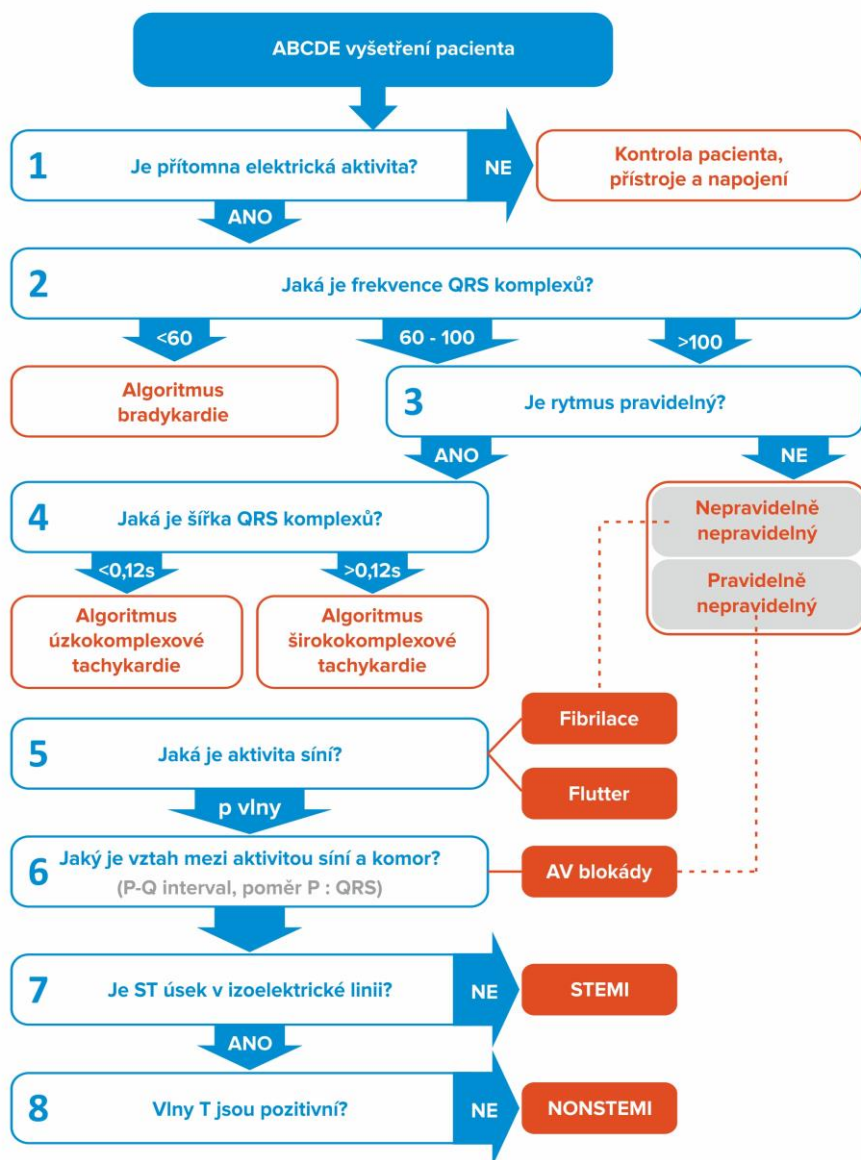 ABCDE vyšetření pacienta
1
Je přítomna elektrická aktivita?
NE
Kontrola pacienta,
přístroje a napojení
ANO
2
Jaká je frekvence QRS komplexů?
<60
60 - 100
>100
Algoritmus
bradykardie
3
Je rytmus pravidelný?
ANO
NE
4
Jaká je šířka QRS komplexů?
Nepravidelně
nepravidelný
Pravidelně
nepravidelný
<0,12s
>0,12s
Algoritmus
úzkokomplexové
tachykardie
Algoritmus
širokokomplexové
tachykardie
5
Jaká je aktivita síní?
Fibrilace
Flutter
p vlny
6
Jaký je vztah mezi aktivitou síní a komor?
(P-Q interval, poměr P : QRS)
AV blokády
7
Je ST úsek v izoelektrické linii?
NE
STEMI
ANO
8
Vlny T jsou pozitivní?
NE
NONSTEMI